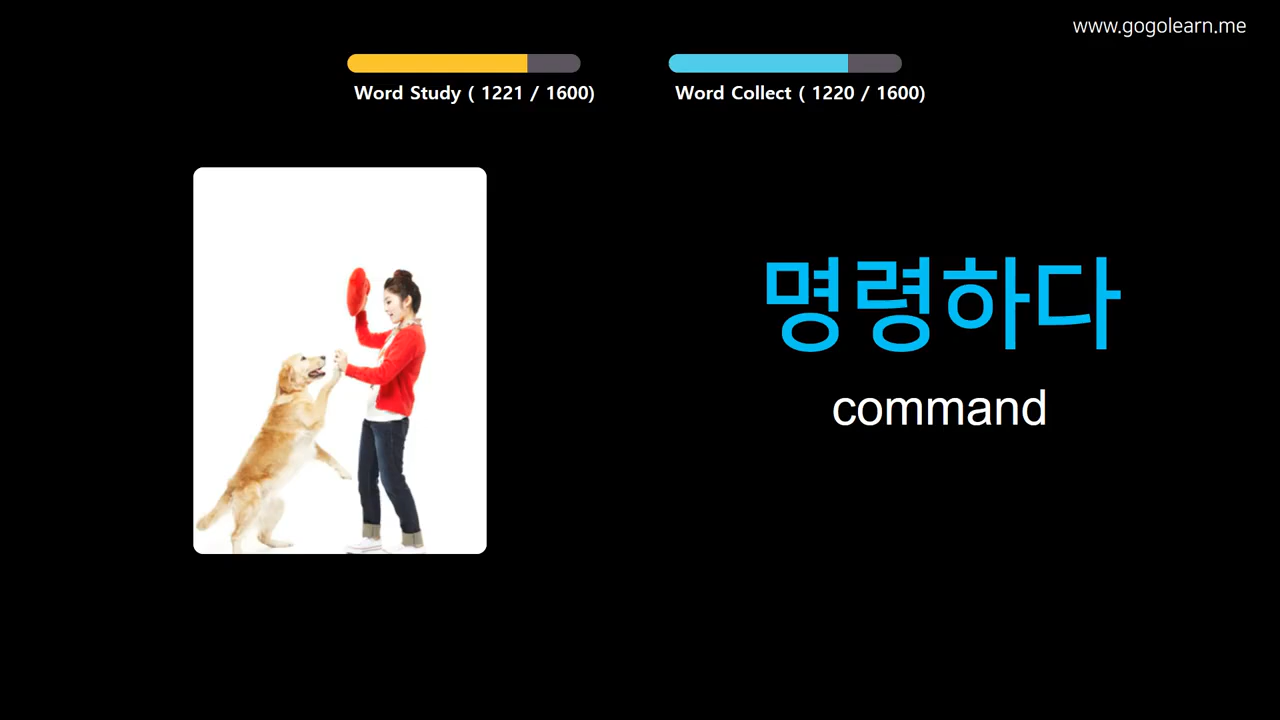 www.gogolearn.me
Word Study ( 1221 / 1600)
Word Collect ( 1220 / 1600)
명령하다
command